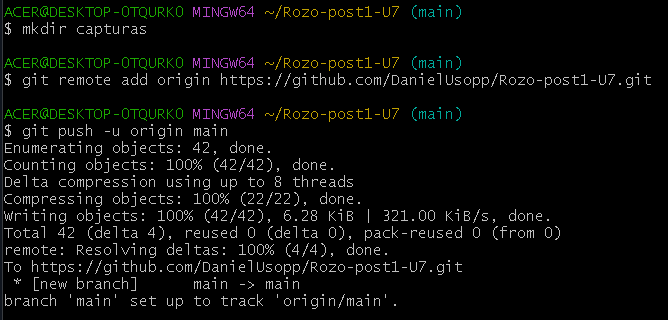 ACER@DESKTOP-OTQURKO MINGW64 ~/Rozo-post1-U7 (main)
$ mkdir capturas
ACER@DESKTOP-OTQURKO MINGW64 ~/Rozo-post1-U7 (main)
$ git remote add origin https://github.com/DanielUsopp/Rozo-post1-U7.git
ACER@DESKTOP-OTQURKO MINGW64 ~/Rozo-post1-U7 (main)
$ git push -u origin main
Enumerating objects: 42, done.
Counting objects: 100% (42/42), done.
Delta compression using up to 8 threads
Compressing objects: 100% (22/22), done.
Writing objects: 100% (42/42), 6.28 KiB | 321.00 KiB/s, done.
Total 42 (delta 4), reused 0 (delta 0), pack-reused 0 (from 0)
remote: Resolving deltas: 100% (4/4), done.
To https://github.com/DanielUsopp/Rozo-post1-U7.git
 * [new branch]      main -> main
branch 'main' set up to track 'origin/main'.